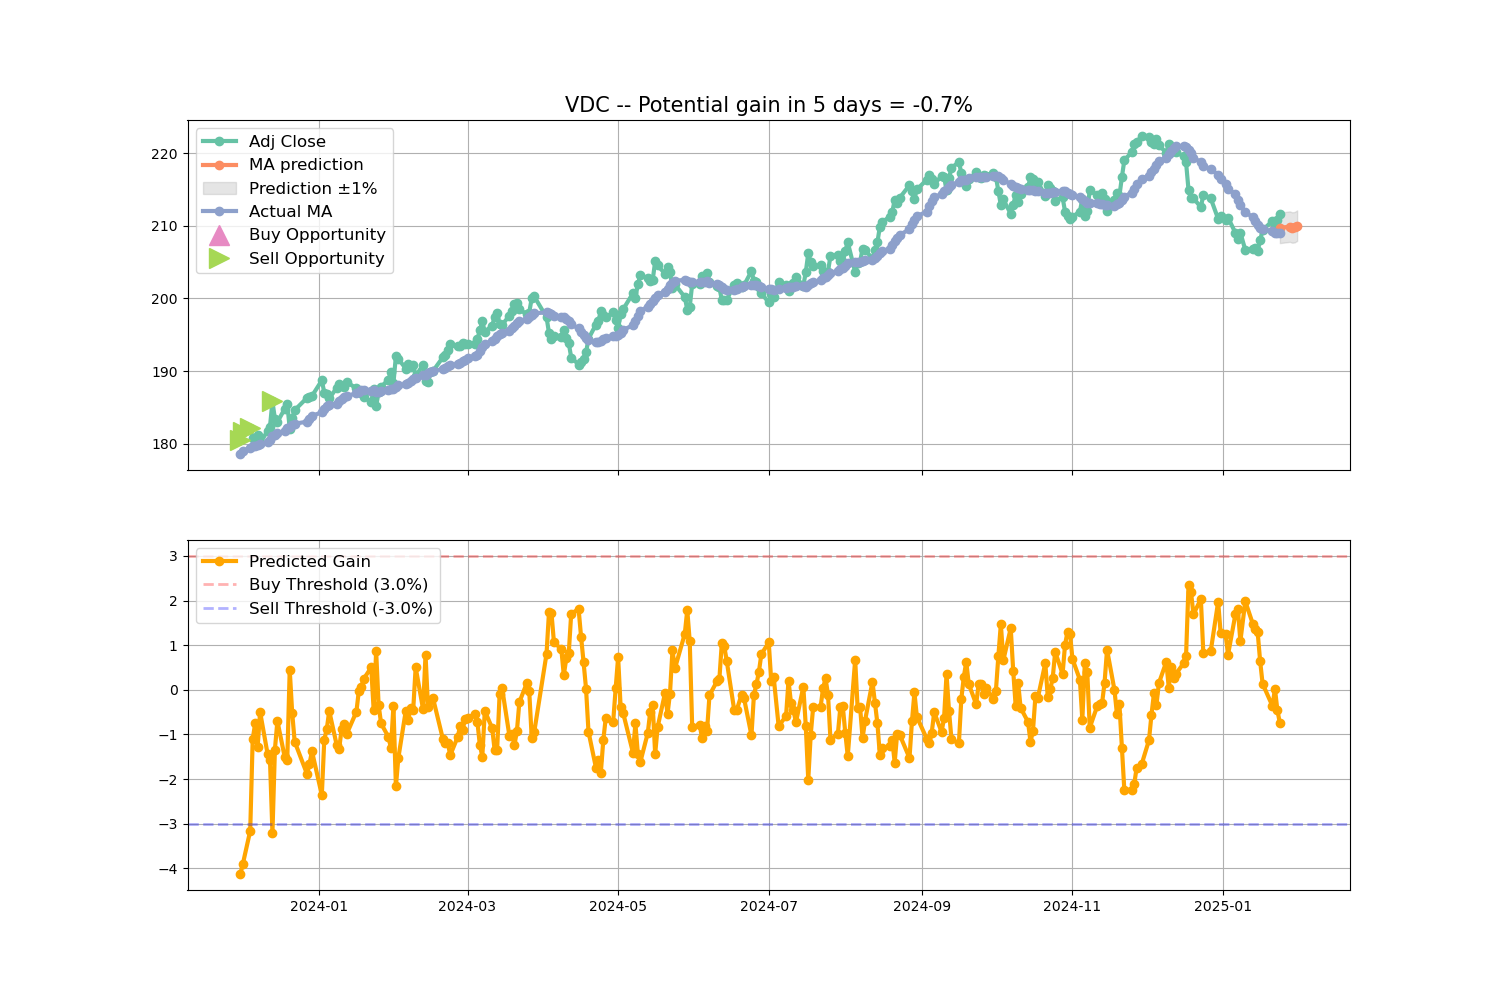 VDC -- Potential gain in 5 days = -0.7%
Adj Close
MA prediction
Prediction ±1%
Actual MA
Buy Opportunity
Sell Opportunity
220
210
200
190
180
Predicted Gain
Buy Threshold (3.0%)
Sell Threshold (-3.0%)
3
2
1
0
−1
−2
−3
−4
2024-01 2024-03 2024-05 2024-07 2024-09 2024-11 2025-01